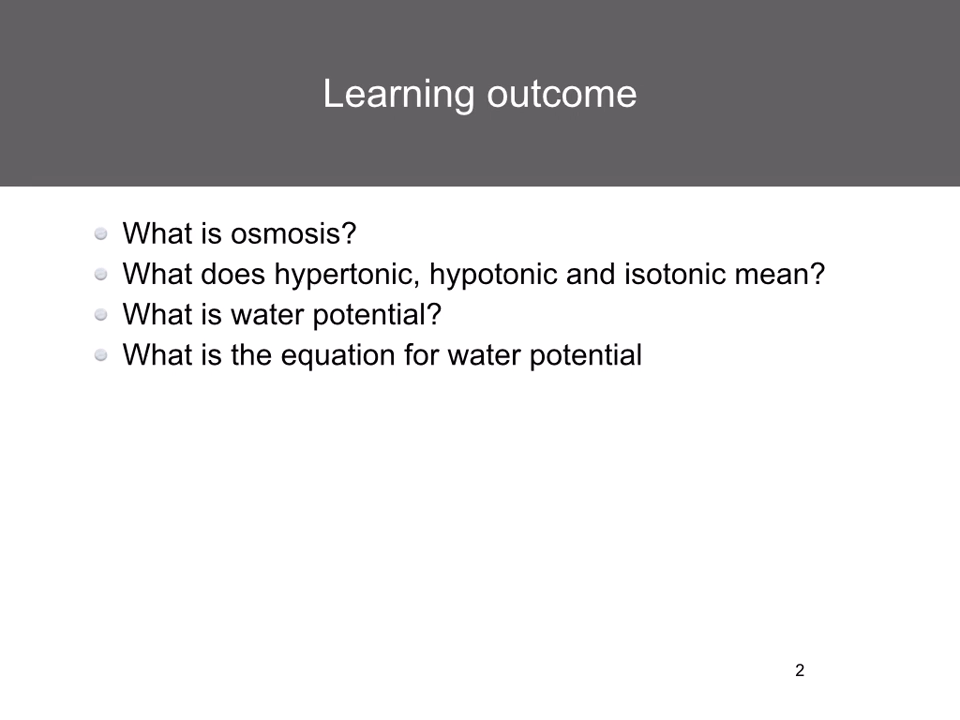 Learning outcome
What is osmosis?
What does hypertonic, hypotonic and isotonic mean?
What is water potential?
What is the equation for water potential
2